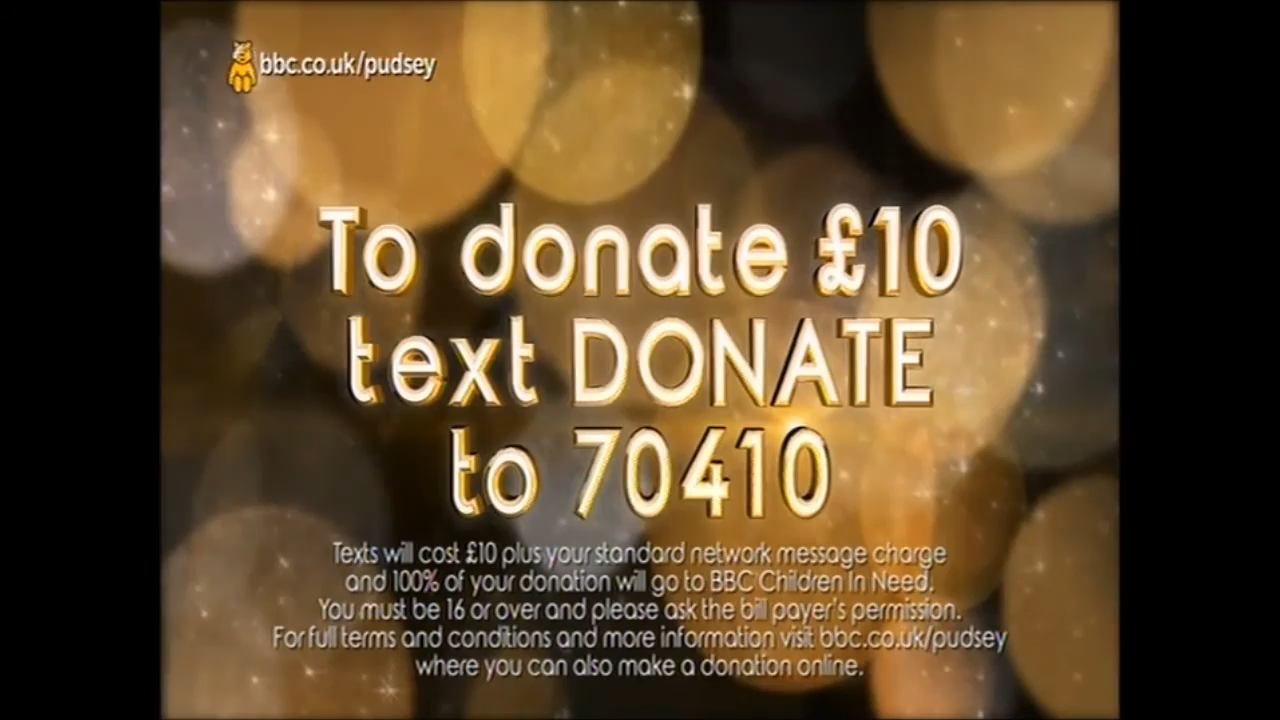 bbc.co.uk/pudsey
To donate £10
text DONATE
to 70410
Texts will cost £10 plus your standard network message charge
and 100% of your donation will go to BBC Children In Need.
You must be 16 or over and please ask the bill payer's permission.
For full terms and conditions and more information visit bbc.co.uk/pudsey
where you can also make a donation online.